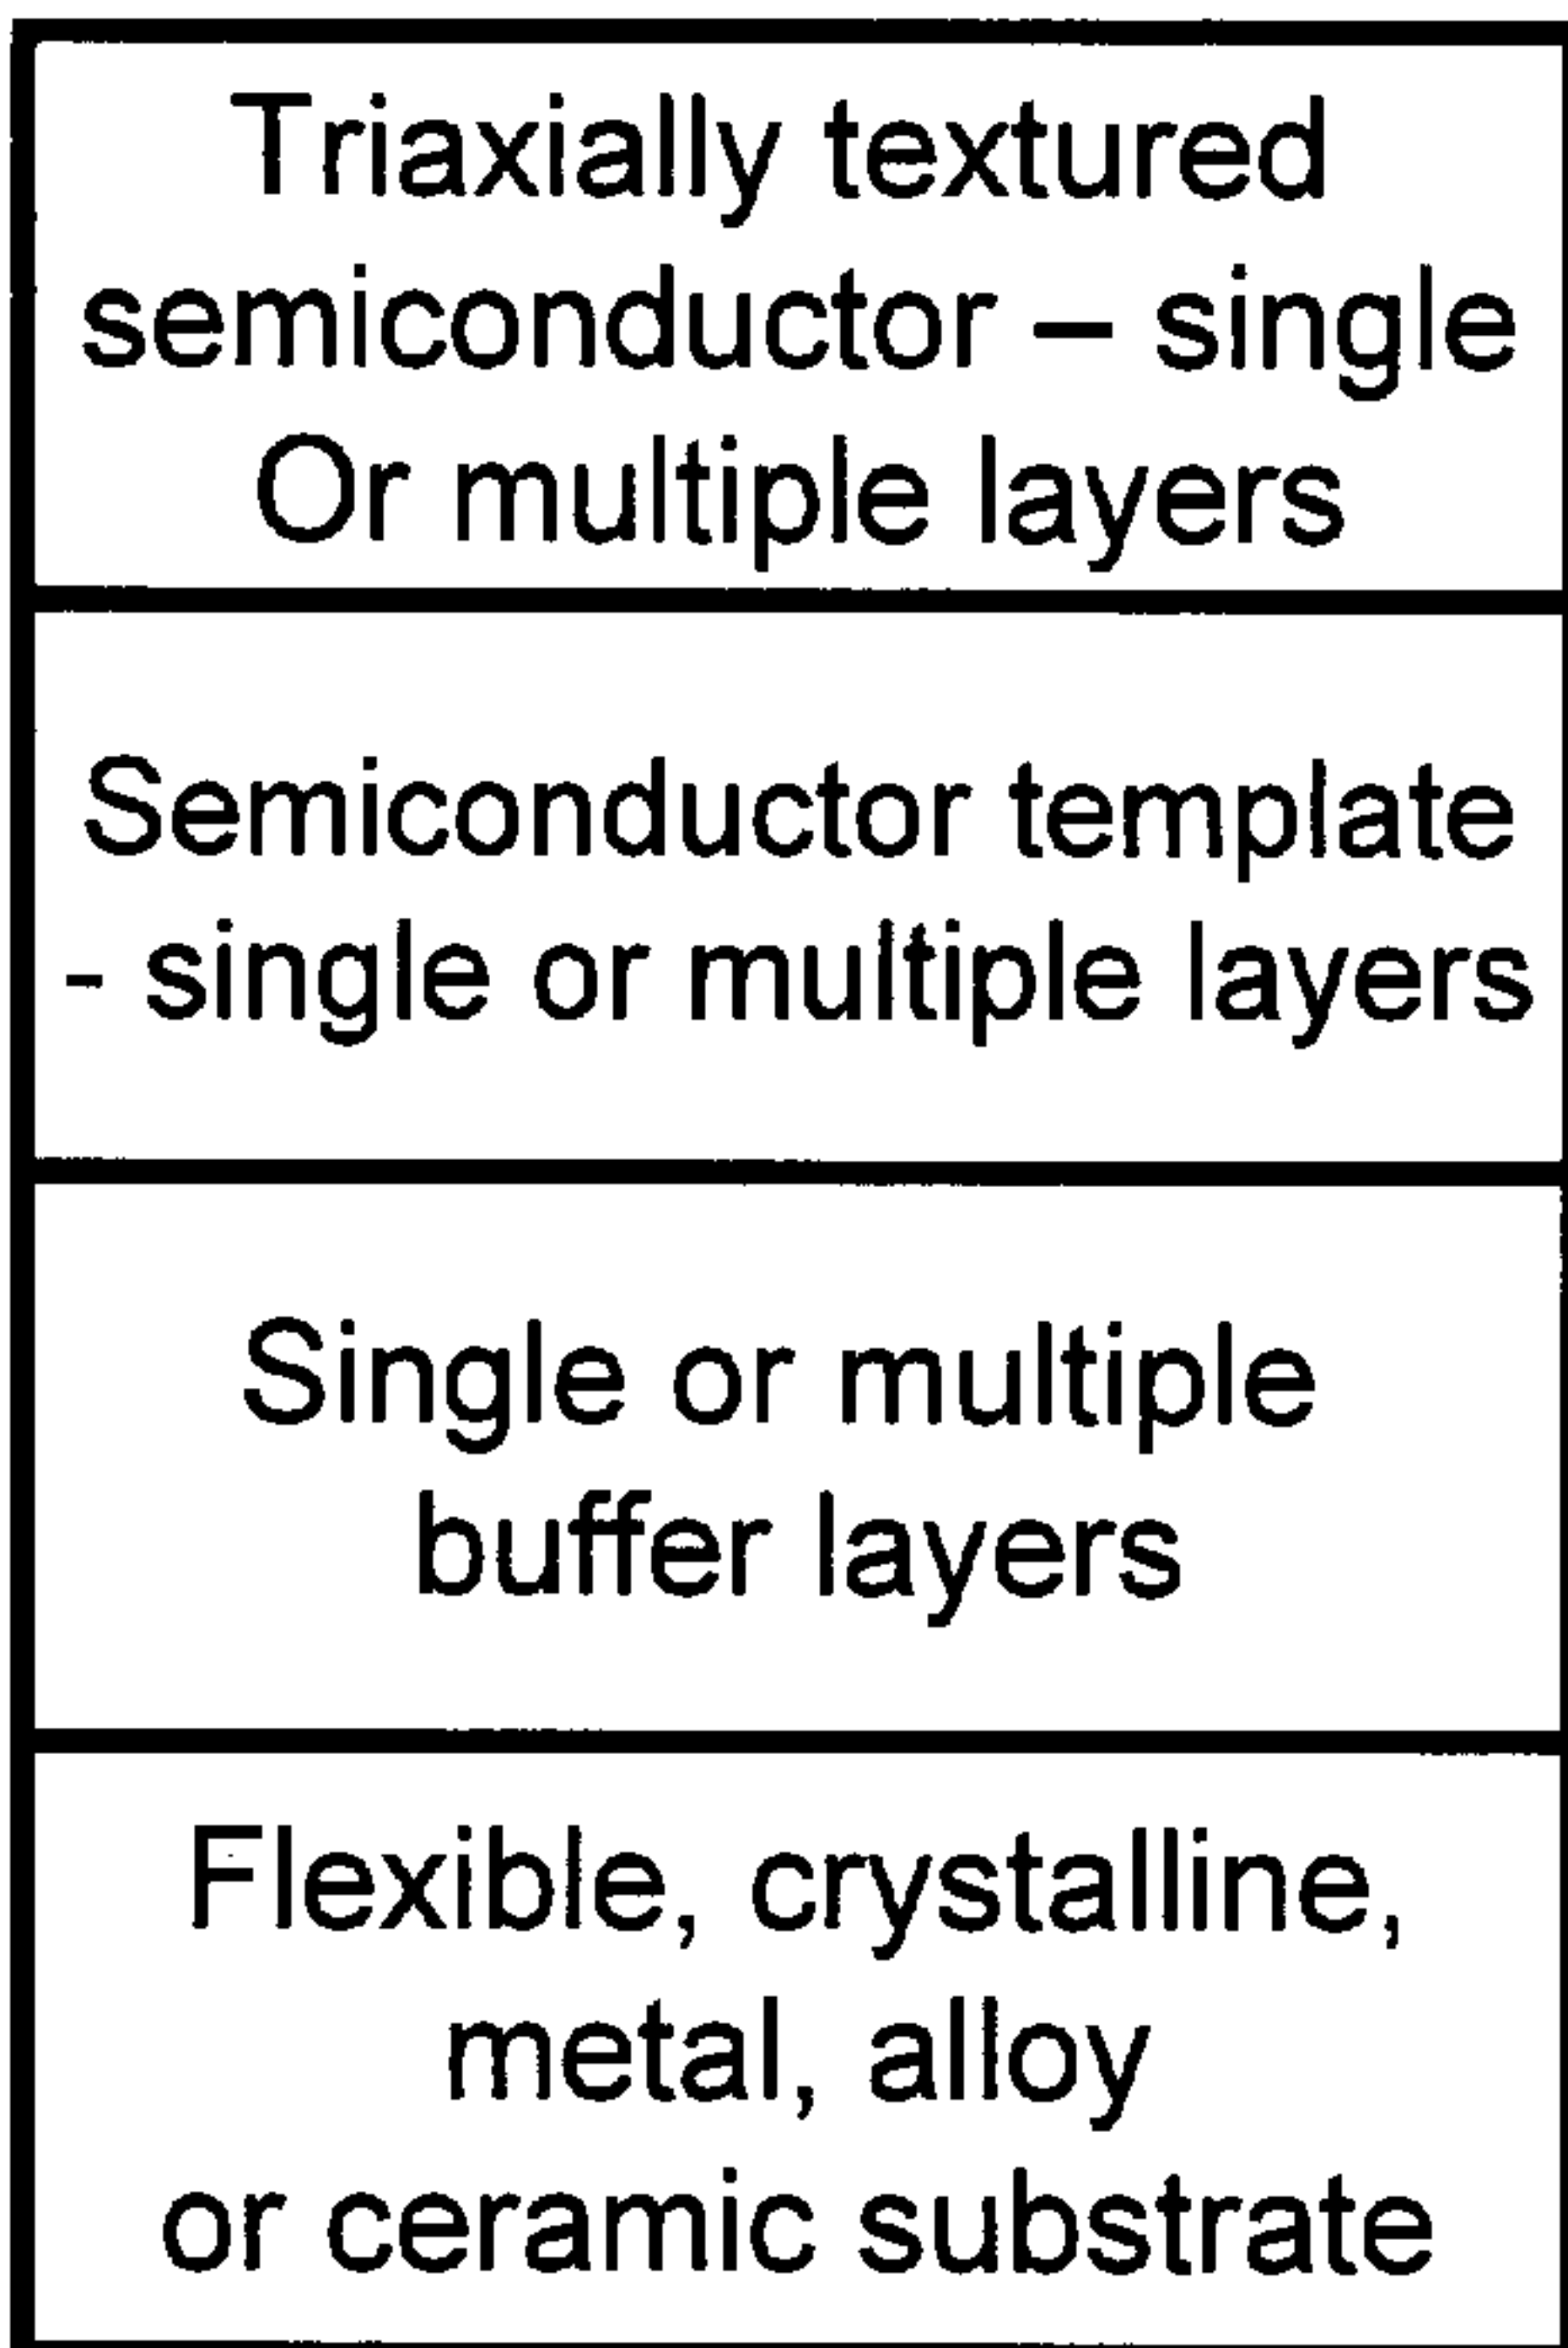 Triaxially textured
semiconductor – single
Or multiple layers
Semiconductor template
- single or multiple layers
Single or multiple
buffer layers
Flexible, crystalline,
metal, alloy
or ceramic substrate